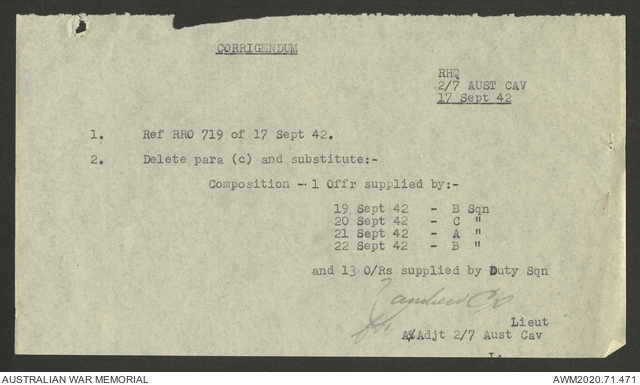 CORRIGENDUM
RHQ
2/7 AUST CAV
17 Sept 42
1. Ref RRO 719 of 17 Sept 42.
2. Delete para (c) and substitute:-
Composition - 1 Offr supplied by:-
19 Sept 42 - B Sqn
20 Sept 42 - C "
21 Sept 42 - A "
22 Sept 42 - B "
and 13 O/Rs supplied by Duty Sqn
Lieut
A/Adjt 2/7 Aust Cav
AUSTRALIAN WAR MEMORIAL
AWM2020.71.471